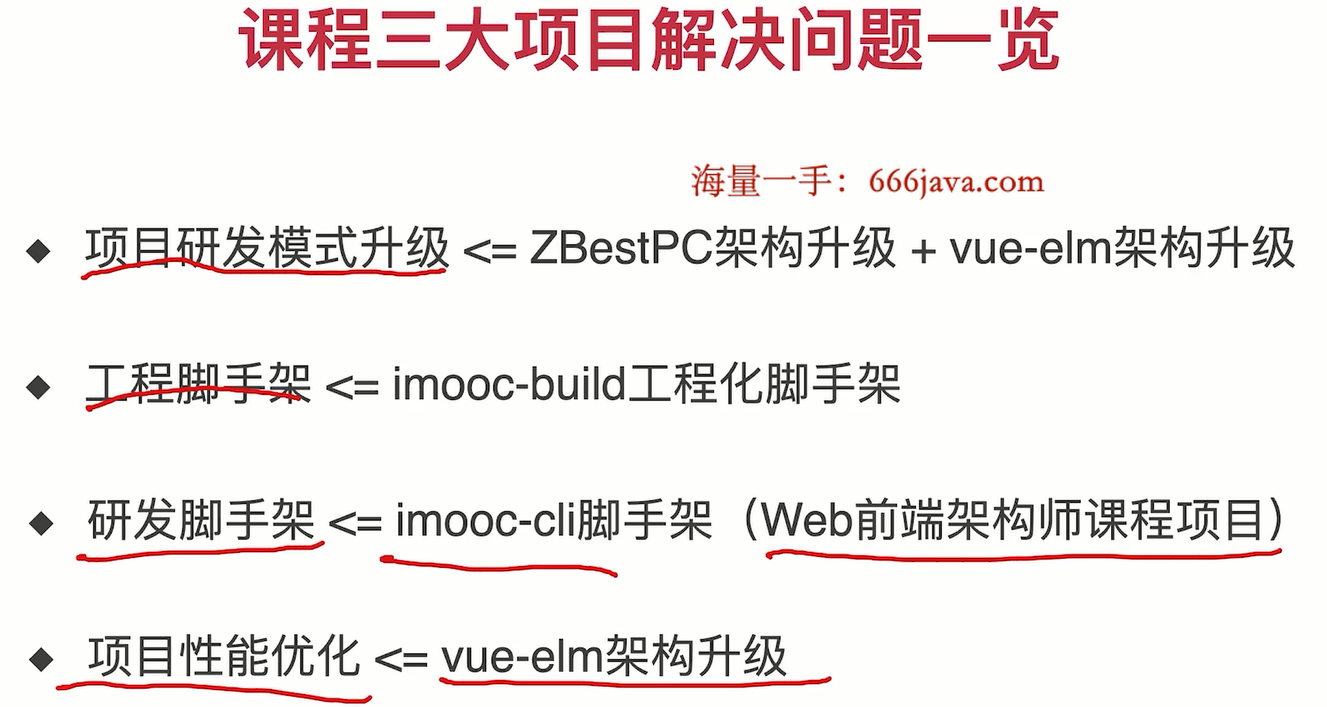 课程三大项目解决问题一览
海量一手：666java.com
◆ 项目研发模式升级 <= ZBestPC架构升级 + vue-elm架构升级
◆ 工程脚手架 <= imooc-build工程化脚手架
◆ 研发脚手架 <= imooc-cli脚手架（Web前端架构师课程项目）
◆ 项目性能优化 <= vue-elm架构升级